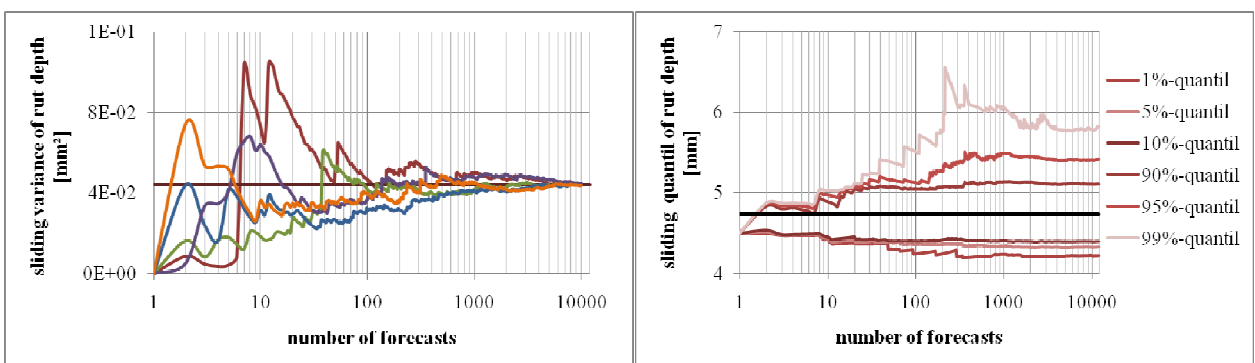 sliding variance of rut depth
[mm²]
1E-01
8E-02
4E-02
0E+00
1
10
100
1000
10000
number of forecasts
sliding quantil of rut depth
[mm]
7
6
5
4
1
10
100
1000
10000
number of forecasts
1%-quantil
5%-quantil
10%-quantil
90%-quantil
95%-quantil
99%-quantil